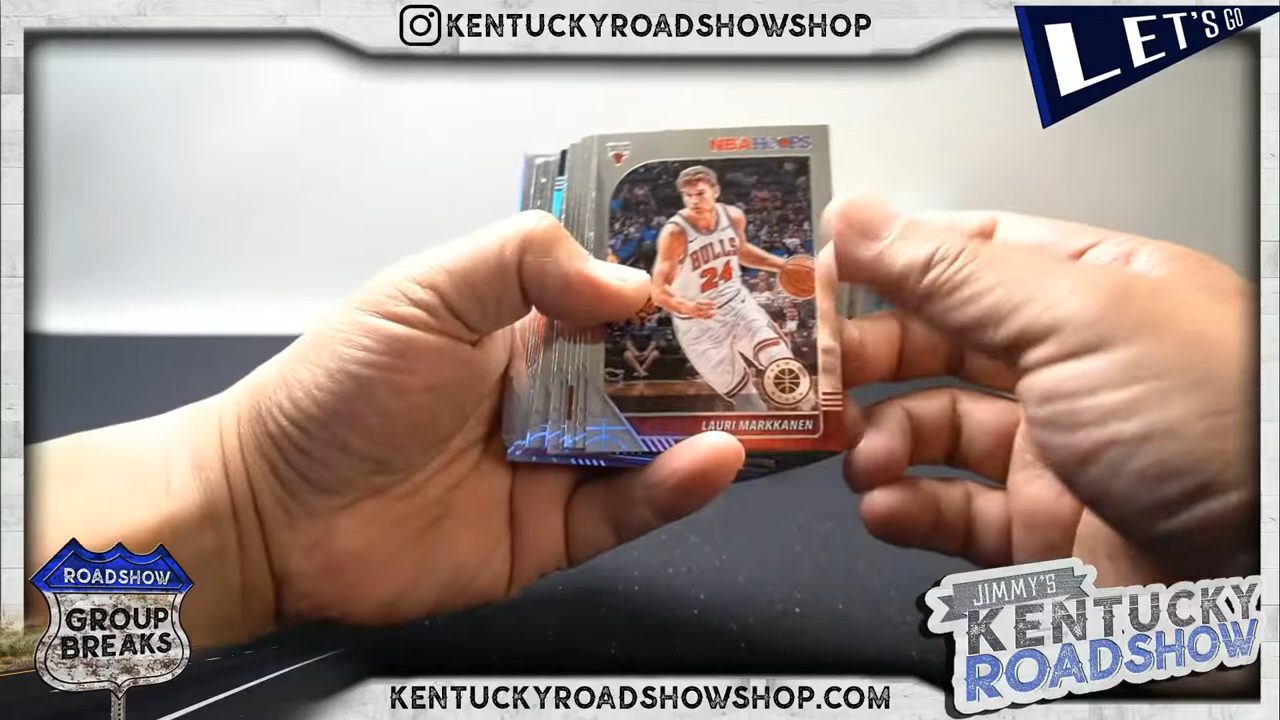 KENTUCKYROADSHOWSHOP
LET'S GO
NBA HOOPS
BULLS
24
LAURI MARKKANEN
ROADSHOW
GROUP
BREAKS
JIMMY'S
KENTUCKY
ROADSHOW
KENTUCKYROADSHOWSHOP.COM